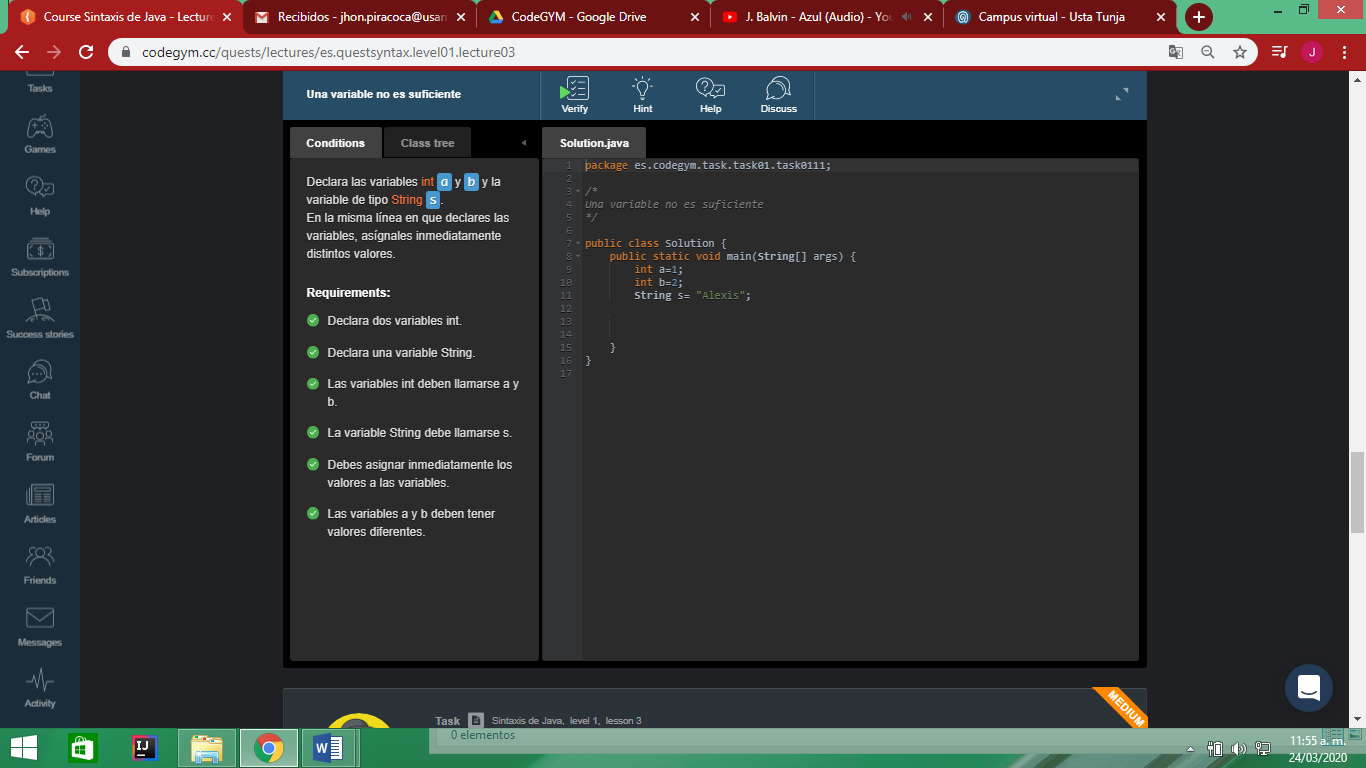 Course Sintaxis de Java - Lecture
Recibidos - jhon.piracoca@usan
CodeGYM - Google Drive
J. Balvin - Azul (Audio) - You
Campus virtual - Usta Tunja
codegym.cc/quests/lectures/es.questsyntax.level01.lecture03
J
Tasks
Games
Help
Subscriptions
Success stories
Chat
Forum
Articles
Friends
Messages
Activity
Una variable no es suficiente
Verify
Hint
Help
Discuss
Conditions
Class tree
Declara las variables int a y b y la
variable de tipo String s.
En la misma línea en que declares las
variables, asígnales inmediatamente
distintos valores.
Requirements:
Declara dos variables int.
Declara una variable String.
Las variables int deben llamarse a y
b.
La variable String debe llamarse s.
Debes asignar inmediatamente los
valores a las variables.
Las variables a y b deben tener
valores diferentes.
Solution.java
1 package es.codegym.task.task01.task0111;
2
3 /*
4 Una variable no es suficiente
5 */
6
7 public class Solution {
8 public static void main(String[] args) {
9 int a=1;
10 int b=2;
11 String s= "Alexis";
12
13
14
15 }
16 }
17
MEDIUM
Task Sintaxis de Java, level 1, lesson 3
0 elementos
IJ
W
11:55 a. m.
24/03/2020